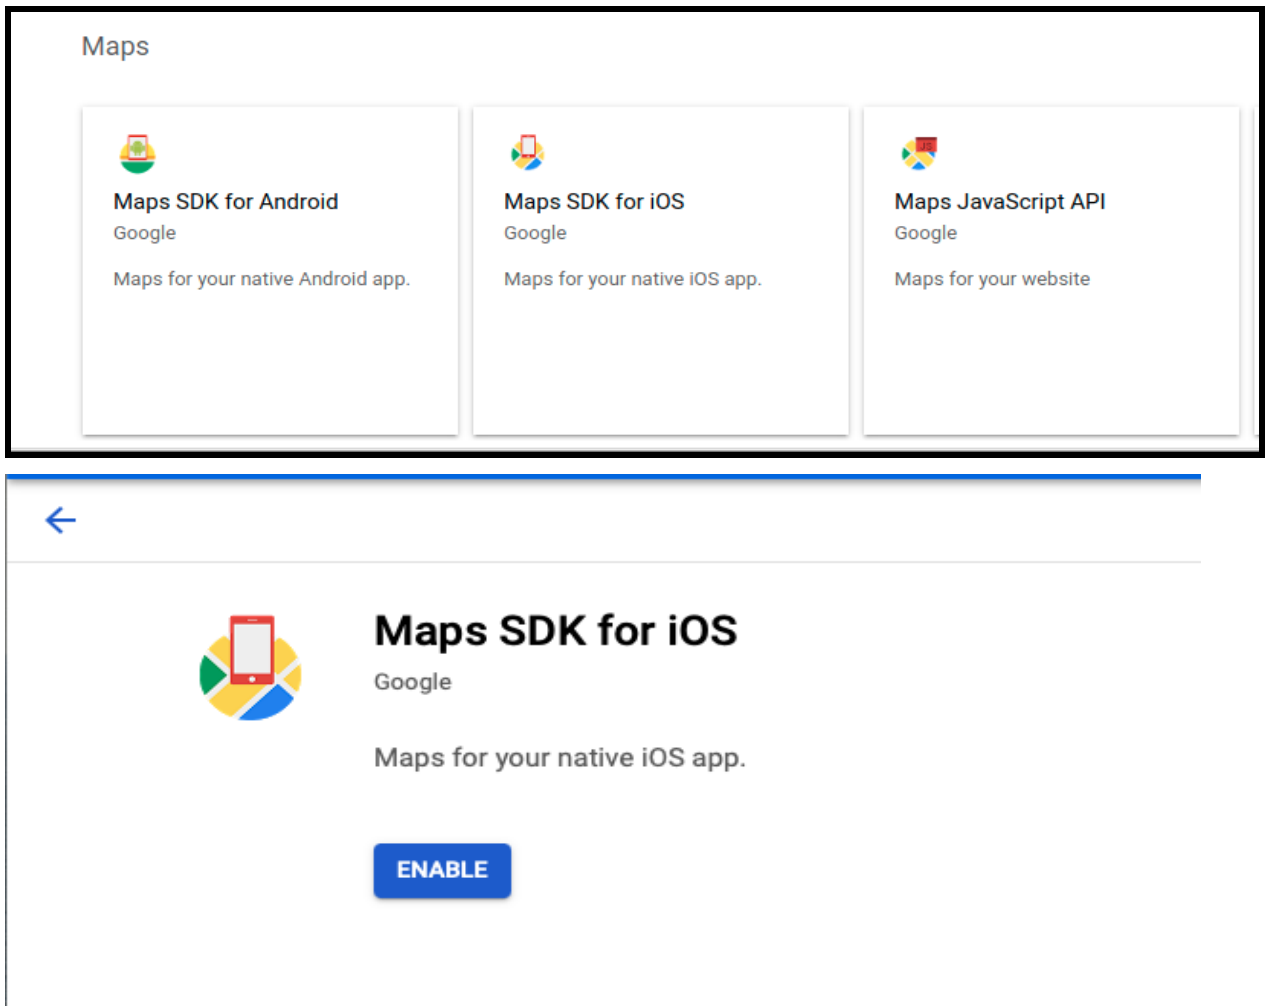 Maps
Maps SDK for Android
Google
Maps for your native Android app.
Maps SDK for iOS
Google
Maps for your native iOS app.
JS
Maps JavaScript API
Google
Maps for your website
Maps SDK for iOS
Google
Maps for your native iOS app.
ENABLE